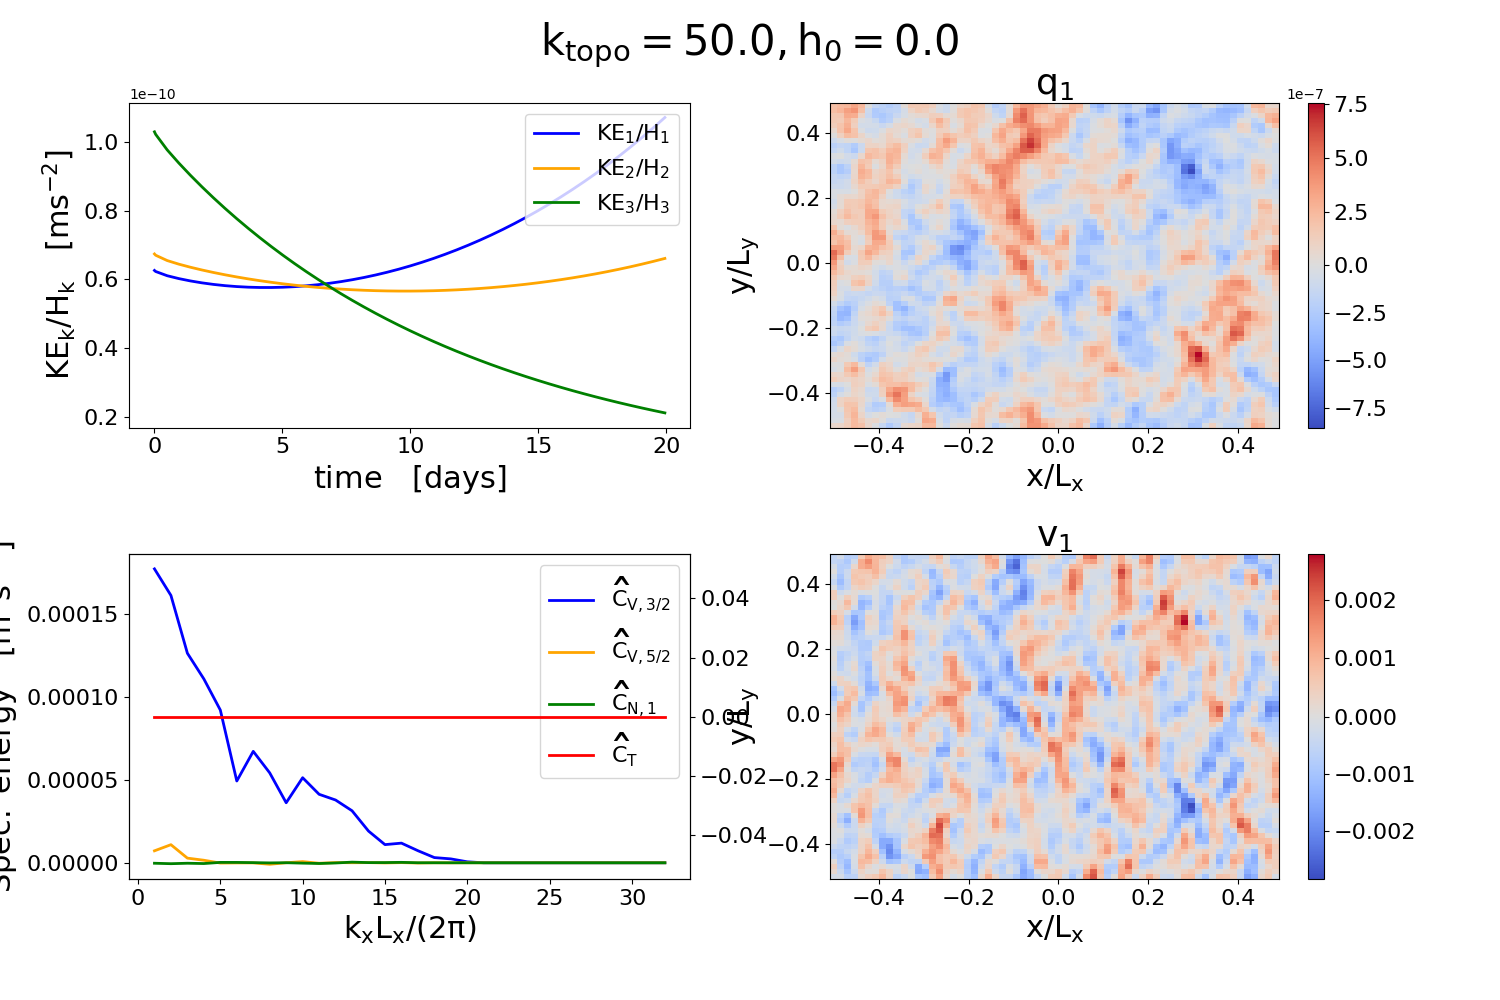 k_topo = 50.0, h_0 = 0.0
1e−10
1.0
0.8
0.6
0.4
0.2
KE_k/H_k [ms^−2]
KE_1/H_1
KE_2/H_2
KE_3/H_3
0
5
10
15
20
time [days]
q_1
0.4
0.2
0.0
−0.2
−0.4
y/L_y
−0.4
−0.2
0.0
0.2
0.4
x/L_x
1e−7
7.5
5.0
2.5
0.0
−2.5
−5.0
−7.5
0.00015
0.00010
0.00005
0.00000
Spec. energy
Ĉ_V,3/2
Ĉ_V,5/2
Ĉ_N,1
Ĉ_T
0.04
0.02
0.00
−0.02
−0.04
0
5
10
15
20
25
30
k_xL_x/(2π)
v_1
0.4
0.2
0.0
−0.2
−0.4
y/L_y
−0.4
−0.2
0.0
0.2
0.4
x/L_x
0.002
0.001
0.000
−0.001
−0.002